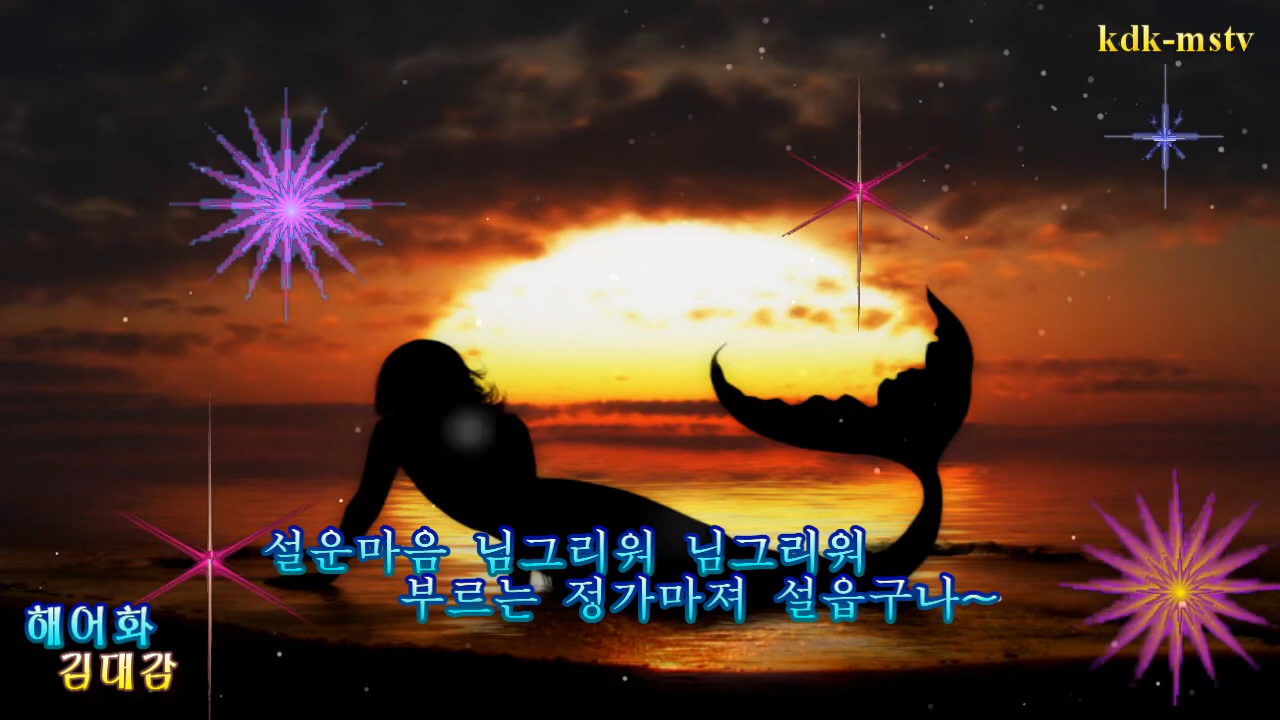 kdk-mstv
설운마음 님그리워 님그리워
부르는 정가마져 설읍구나~
해어화
김대감